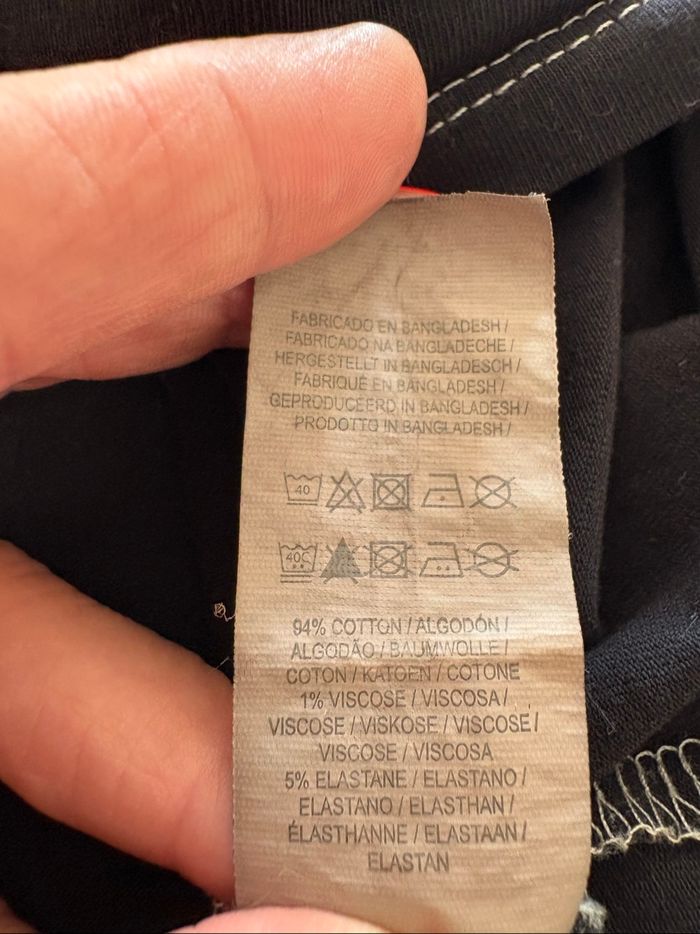 FABRICADO EN BANGLADESH /
FABRICADO NA BANGLADECHE /
HERGESTELLT IN BANGLADESCH /
FABRIQUÉ EN BANGLADESH /
GEPRODUCEERD IN BANGLADESH /
PRODOTTO IN BANGLADESH /
40
40C
94% COTTON / ALGODÓN /
ALGODÃO / BAUMWOLLE /
COTON / KATOEN / COTONE
1% VISCOSE / VISCOSA /
VISCOSE / VISKOSE / VISCOSE /
VISCOSE / VISCOSA
5% ELASTANE / ELASTANO /
ELASTANO / ELASTHAN /
ÉLASTHANNE / ELASTAAN /
ELASTAN